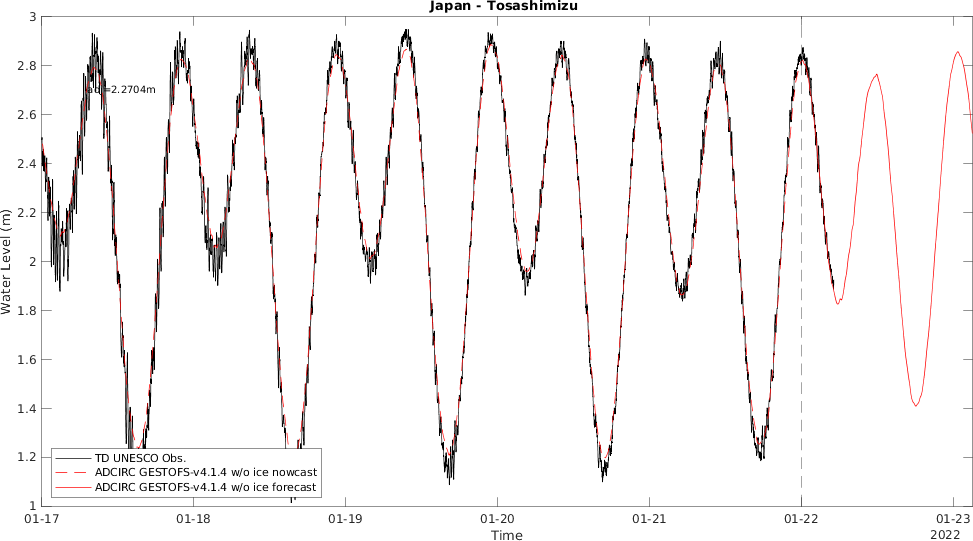 Japan - Tosashimizu
3
2.8
2.6
2.4
2.2
2
1.8
1.6
1.4
1.2
1
Water Level (m)
=2.2704m
TD UNESCO Obs.
ADCIRC GESTOFS-v4.1.4 w/o ice nowcast
ADCIRC GESTOFS-v4.1.4 w/o ice forecast
01-17
01-18
01-19
01-20
01-21
01-22
01-23
Time
2022